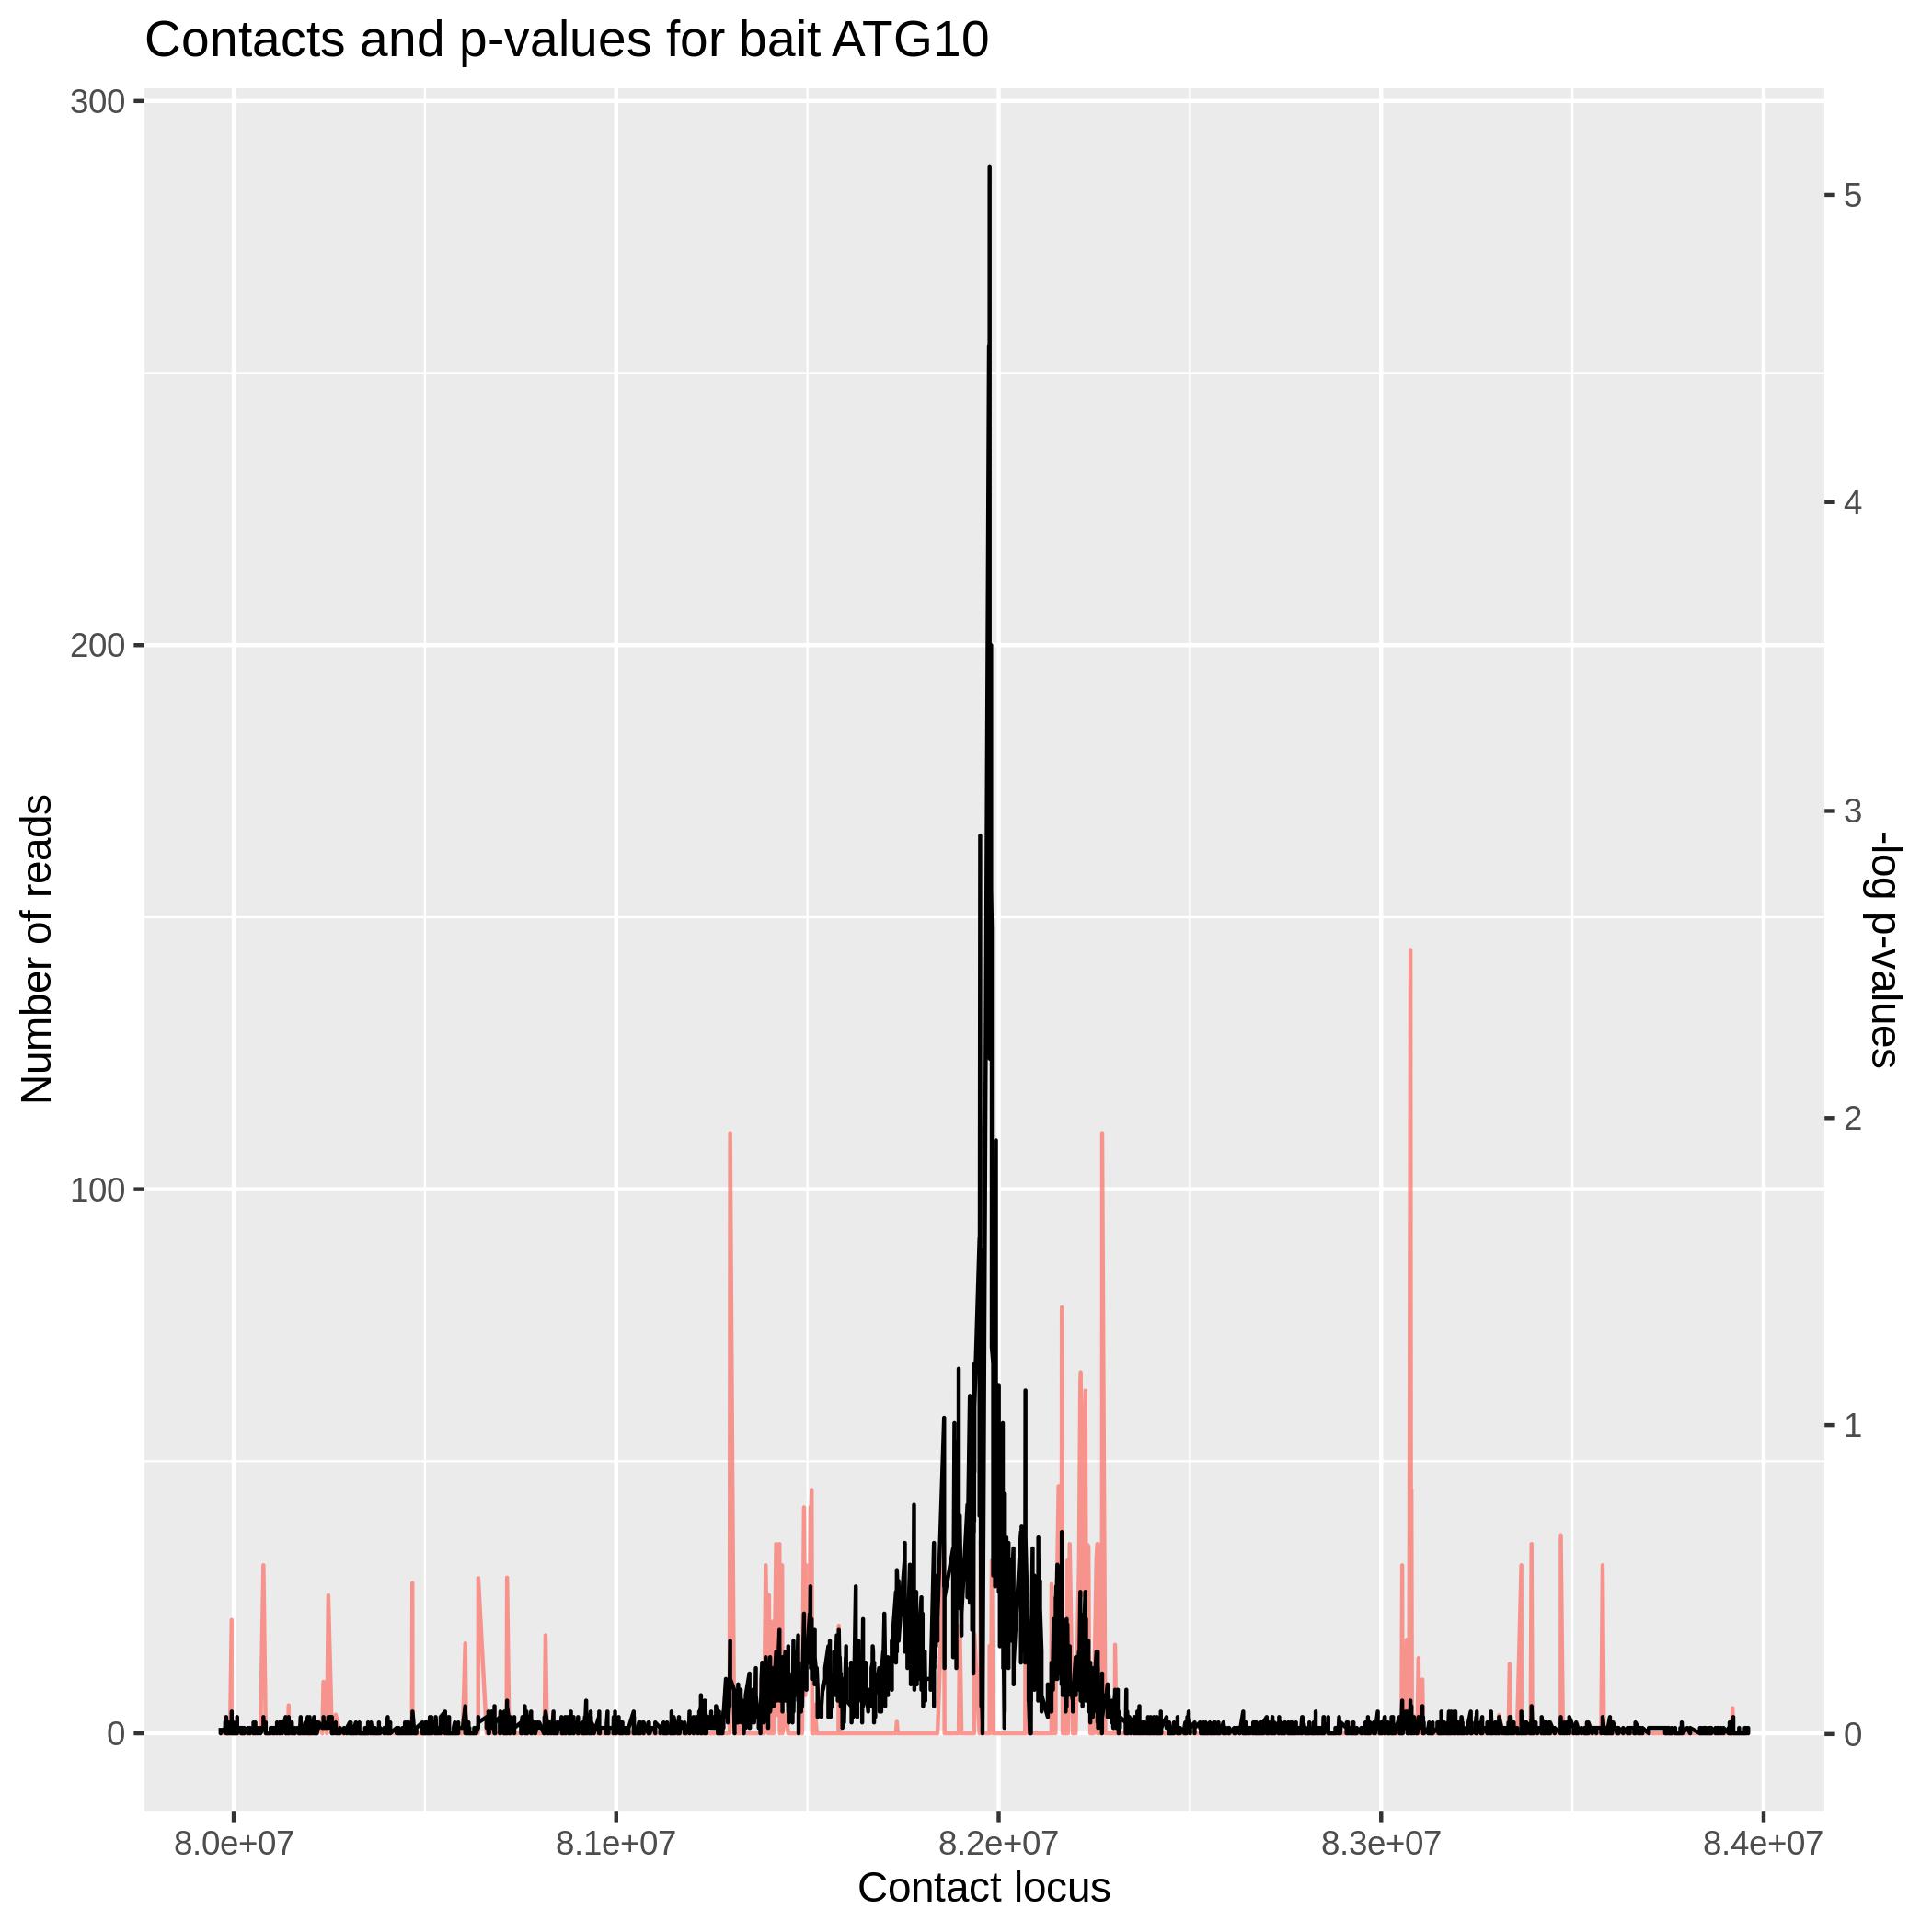 Contacts and p-values for bait ATG10
300
200
100
0
Number of reads
5
4
3
2
1
0
-log p-values
8.0e+07
8.1e+07
8.2e+07
8.3e+07
8.4e+07
Contact locus